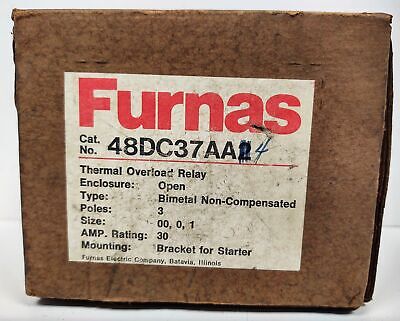 Furnas
Cat. No. 48DC37AA24
Thermal Overload Relay
Enclosure: Open
Type: Bimetal Non-Compensated
Poles: 3
Size: 00, 0, 1
AMP. Rating: 30
Mounting: Bracket for Starter
Furnas Electric Company, Batavia, Illinois